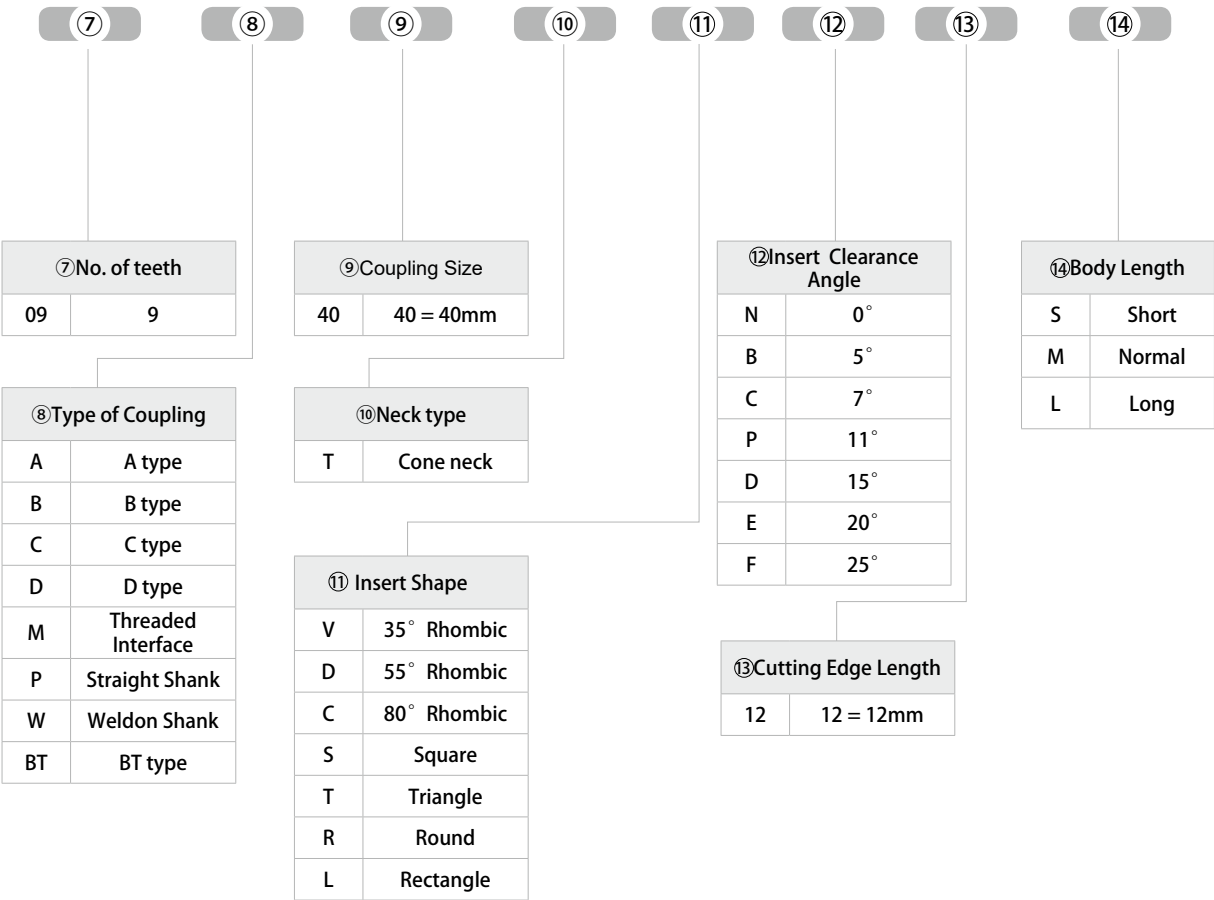 ⑦ ⑧ ⑨ ⑩ ⑪ ⑫ ⑬ ⑭
⑦No. of teeth
09 9
⑧Type of Coupling
A A type
B B type
C C type
D D type
M Threaded
Interface
P Straight Shank
W Weldon Shank
BT BT type
⑨Coupling Size
40 40 = 40mm
⑩Neck type
T Cone neck
⑪ Insert Shape
V 35° Rhombic
D 55° Rhombic
C 80° Rhombic
S Square
T Triangle
R Round
L Rectangle
⑫Insert Clearance
Angle
N 0°
B 5°
C 7°
P 11°
D 15°
E 20°
F 25°
⑬Cutting Edge Length
12 12 = 12mm
⑭Body Length
S Short
M Normal
L Long